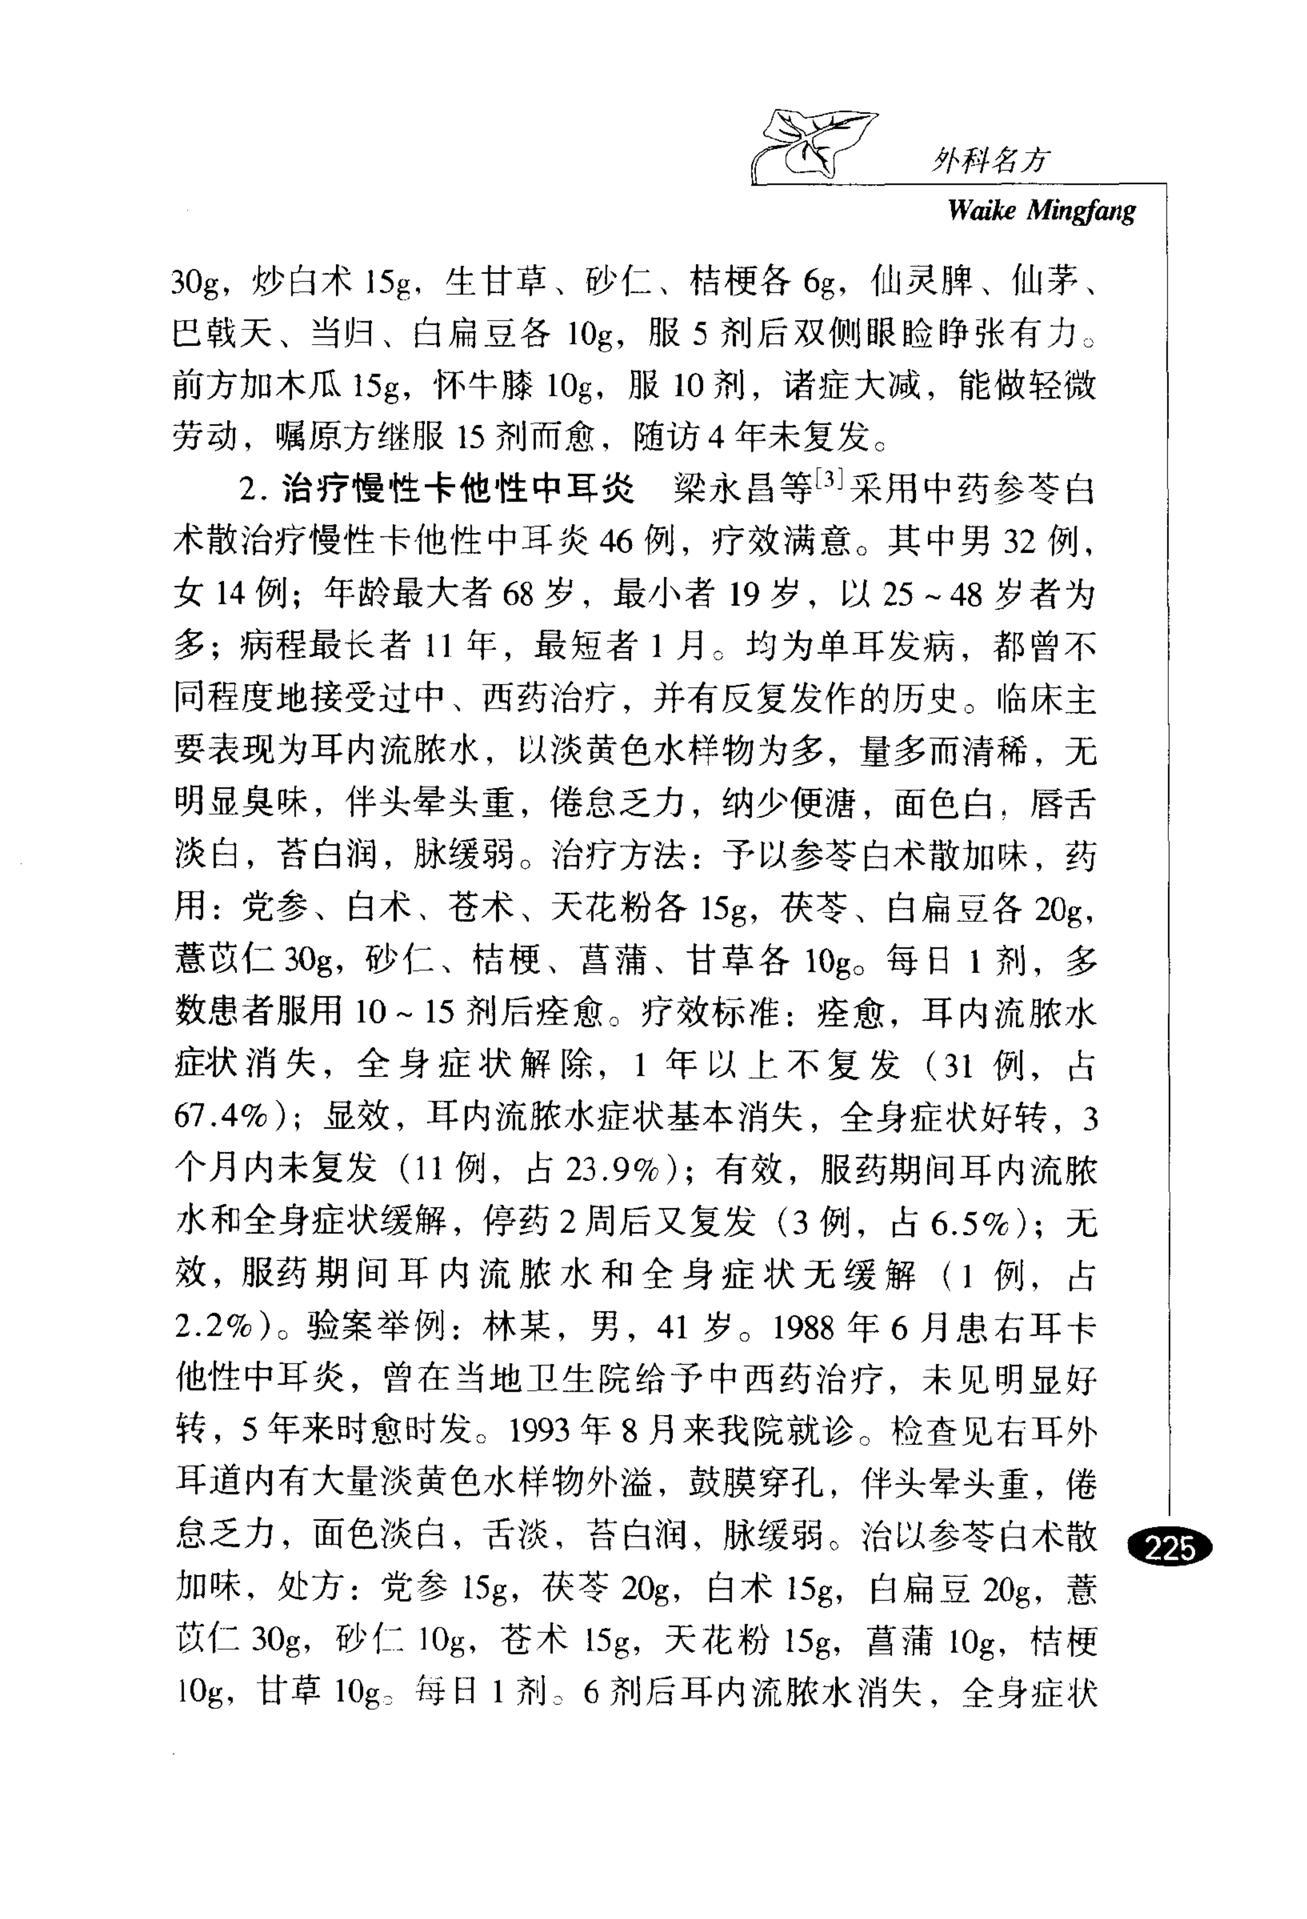 外科名方
Waike Mingfang
30g，炒白术 15g，生甘草、砂仁、桔梗各 6g，仙灵脾、仙茅、
巴戟天、当归、白扁豆各 10g，服 5 剂后双侧眼睑睁张有力。
前方加木瓜 15g，怀牛膝 10g，服 10 剂，诸症大减，能做轻微
劳动，嘱原方继服 15 剂而愈，随访 4 年未复发。
2. 治疗慢性卡他性中耳炎　梁永昌等[3]采用中药参苓白
术散治疗慢性卡他性中耳炎 46 例，疗效满意。其中男 32 例，
女 14 例；年龄最大者 68 岁，最小者 19 岁，以 25～48 岁者为
多；病程最长者 11 年，最短者 1 月。均为单耳发病，都曾不
同程度地接受过中、西药治疗，并有反复发作的历史。临床主
要表现为耳内流脓水，以淡黄色水样物为多，量多而清稀，无
明显臭味，伴头晕头重，倦怠乏力，纳少便溏，面色白，唇舌
淡白，苔白润，脉缓弱。治疗方法：予以参苓白术散加味，药
用：党参、白术、苍术、天花粉各 15g，茯苓、白扁豆各 20g，
薏苡仁 30g，砂仁、桔梗、菖蒲、甘草各 10g。每日 1 剂，多
数患者服用 10～15 剂后痊愈。疗效标准：痊愈，耳内流脓水
症状消失，全身症状解除，1 年以上不复发（31 例，占
67.4%）；显效，耳内流脓水症状基本消失，全身症状好转，3
个月内未复发（11 例，占 23.9%）；有效，服药期间耳内流脓
水和全身症状缓解，停药 2 周后又复发（3 例，占 6.5%）；无
效，服药期间耳内流脓水和全身症状无缓解（1 例，占
2.2%）。验案举例：林某，男，41 岁。1988 年 6 月患右耳卡
他性中耳炎，曾在当地卫生院给予中西药治疗，未见明显好
转，5 年来时愈时发。1993 年 8 月来我院就诊。检查见右耳外
耳道内有大量淡黄色水样物外溢，鼓膜穿孔，伴头晕头重，倦
怠乏力，面色淡白，舌淡，苔白润，脉缓弱。治以参苓白术散
加味，处方：党参 15g，茯苓 20g，白术 15g，白扁豆 20g，薏
苡仁 30g，砂仁 10g，苍术 15g，天花粉 15g，菖蒲 10g，桔梗
10g，甘草 10g。每日 1 剂。6 剂后耳内流脓水消失，全身症状
225